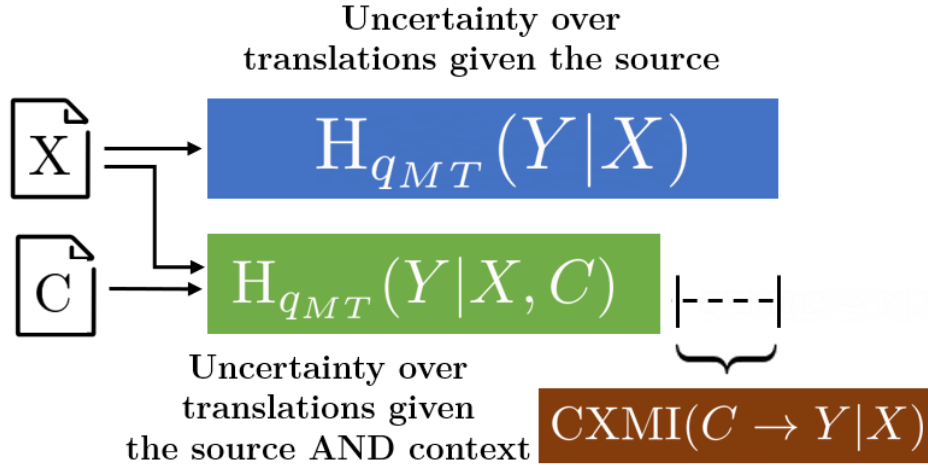 Uncertainty over
translations given the source
X
H_{q_{MT}}(Y|X)
C
H_{q_{MT}}(Y|X, C)
Uncertainty over
translations given
the source AND context
CXMI(C → Y|X)